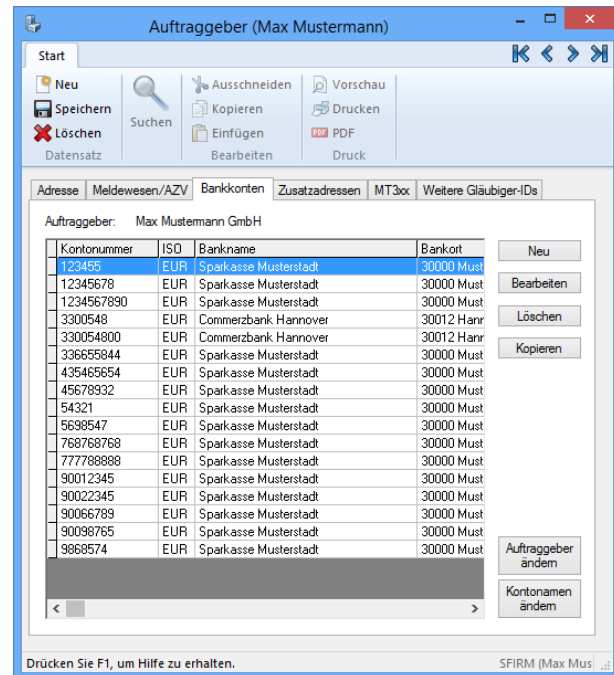 Auftraggeber (Max Mustermann)
Start
Neu
Speichern
Löschen
Datensatz
Suchen
Ausschneiden
Kopieren
Einfügen
Bearbeiten
Vorschau
Drucken
PDF PDF
Druck
Adresse Meldewesen/AZV Bankkonten Zusatzadressen MT3xx Weitere Gläubiger-IDs
Auftraggeber: Max Mustermann GmbH
Kontonummer ISO Bankname Bankort
123455 EUR Sparkasse Musterstadt 30000 Must
12345678 EUR Sparkasse Musterstadt 30000 Must
1234567890 EUR Sparkasse Musterstadt 30000 Must
3300548 EUR Commerzbank Hannover 30012 Hanr
330054800 EUR Commerzbank Hannover 30012 Hanr
336655844 EUR Sparkasse Musterstadt 30000 Must
435465654 EUR Sparkasse Musterstadt 30000 Must
45678932 EUR Sparkasse Musterstadt 30000 Must
54321 EUR Sparkasse Musterstadt 30000 Must
5698547 EUR Sparkasse Musterstadt 30000 Must
768768768 EUR Sparkasse Musterstadt 30000 Must
777788888 EUR Sparkasse Musterstadt 30000 Must
90012345 EUR Sparkasse Musterstadt 30000 Must
90022345 EUR Sparkasse Musterstadt 30000 Must
90066789 EUR Sparkasse Musterstadt 30000 Must
90098765 EUR Sparkasse Musterstadt 30000 Must
9868574 EUR Sparkasse Musterstadt 30000 Must
Neu
Bearbeiten
Löschen
Kopieren
Auftraggeber
ändern
Kontonamen
ändern
Drücken Sie F1, um Hilfe zu erhalten. SFIRM (Max Mus